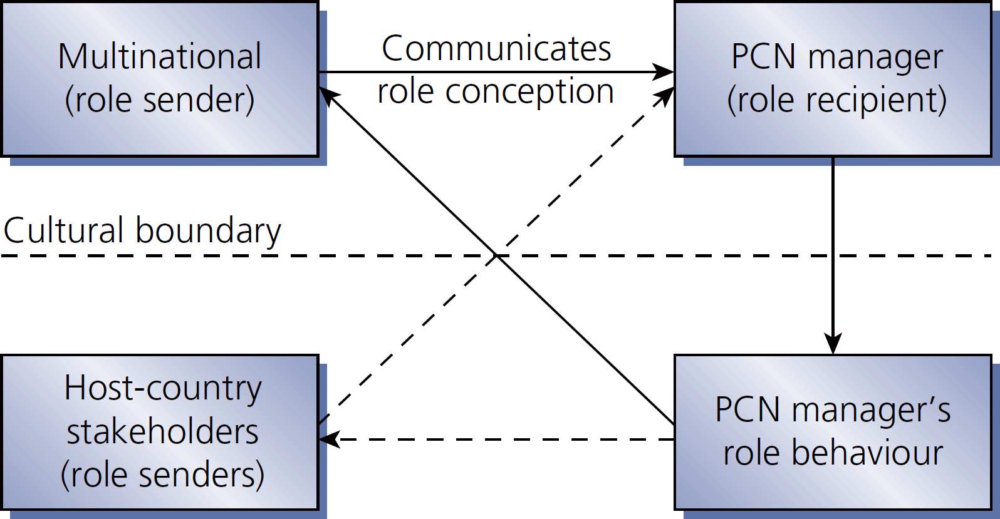 Multinational
(role sender)
Communicates
role conception
PCN manager
(role recipient)
Cultural boundary
Host-country
stakeholders
(role senders)
PCN manager’s
role behaviour